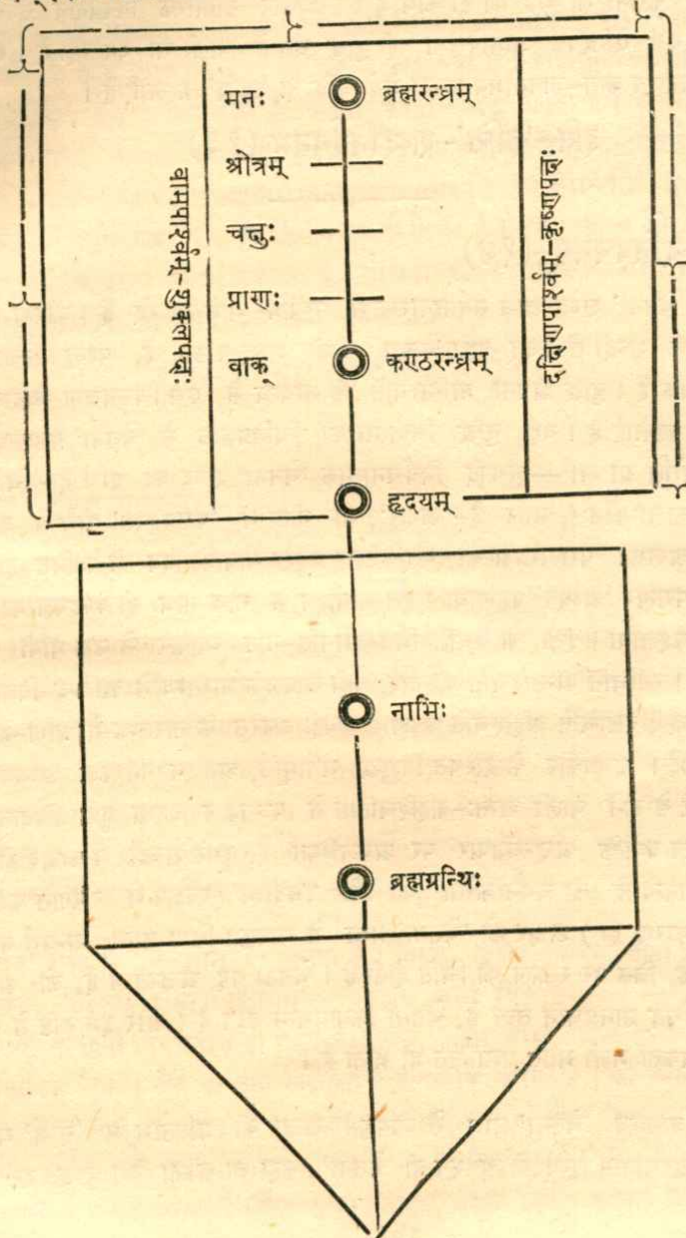 मनः ब्रह्मरन्ध्रम्
श्रोत्रम्
चक्षुः
प्राणः
वाक् कण्ठरन्ध्रम्
वामपार्श्वम्-शुक्लपक्षः
दक्षिणपार्श्वम्-कृष्णपक्षः
हृदयम्
नाभिः
ब्रह्मग्रन्थिः